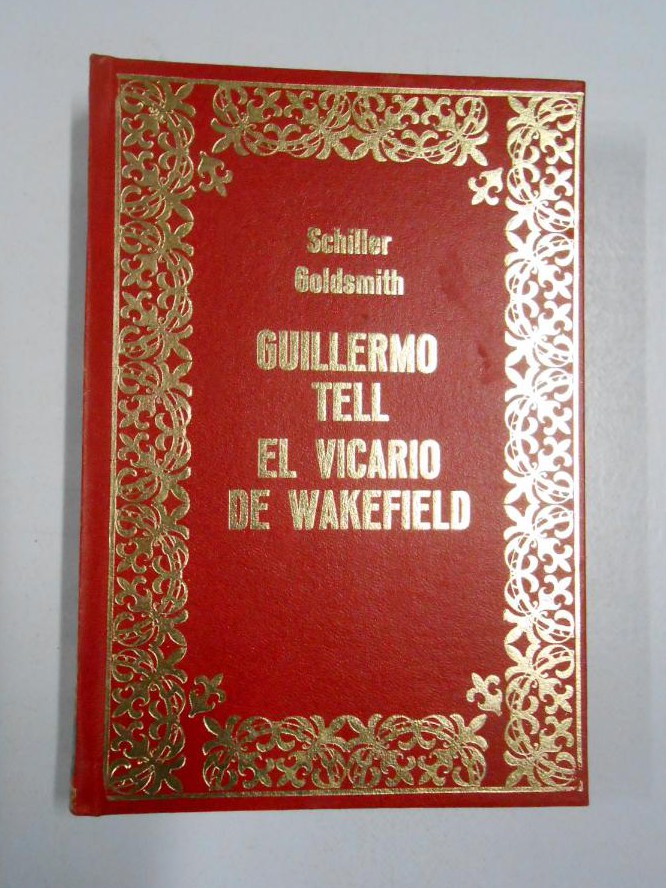 Schiller
Goldsmith
GUILLERMO
TELL
EL VICARIO
DE WAKEFIELD